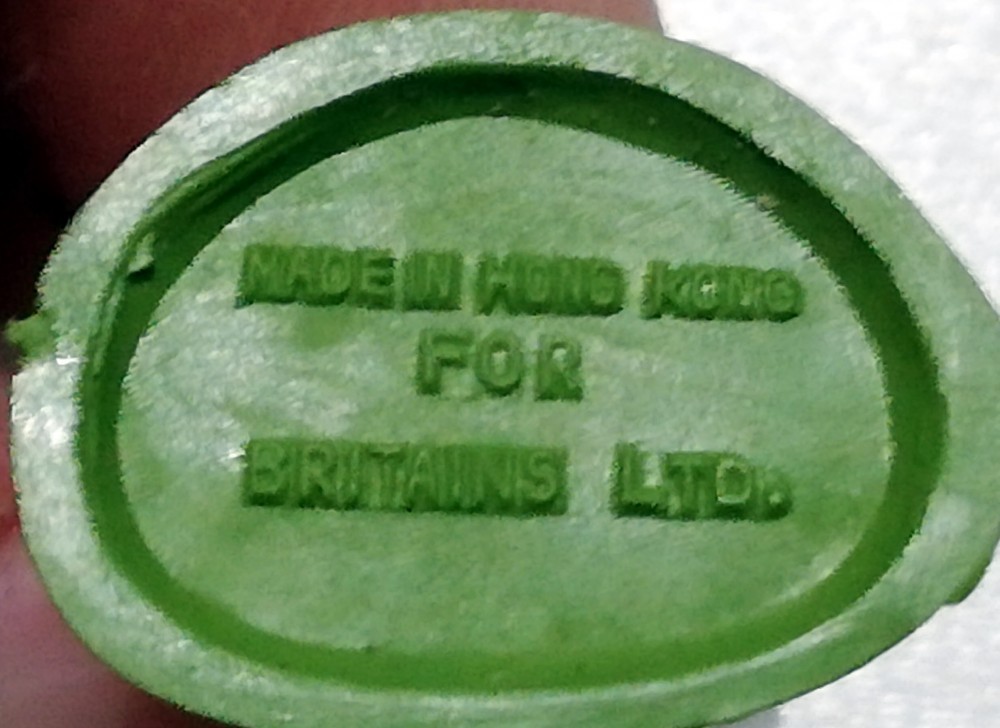 MADE IN HONG KONG
FOR
BRITAINS LTD.